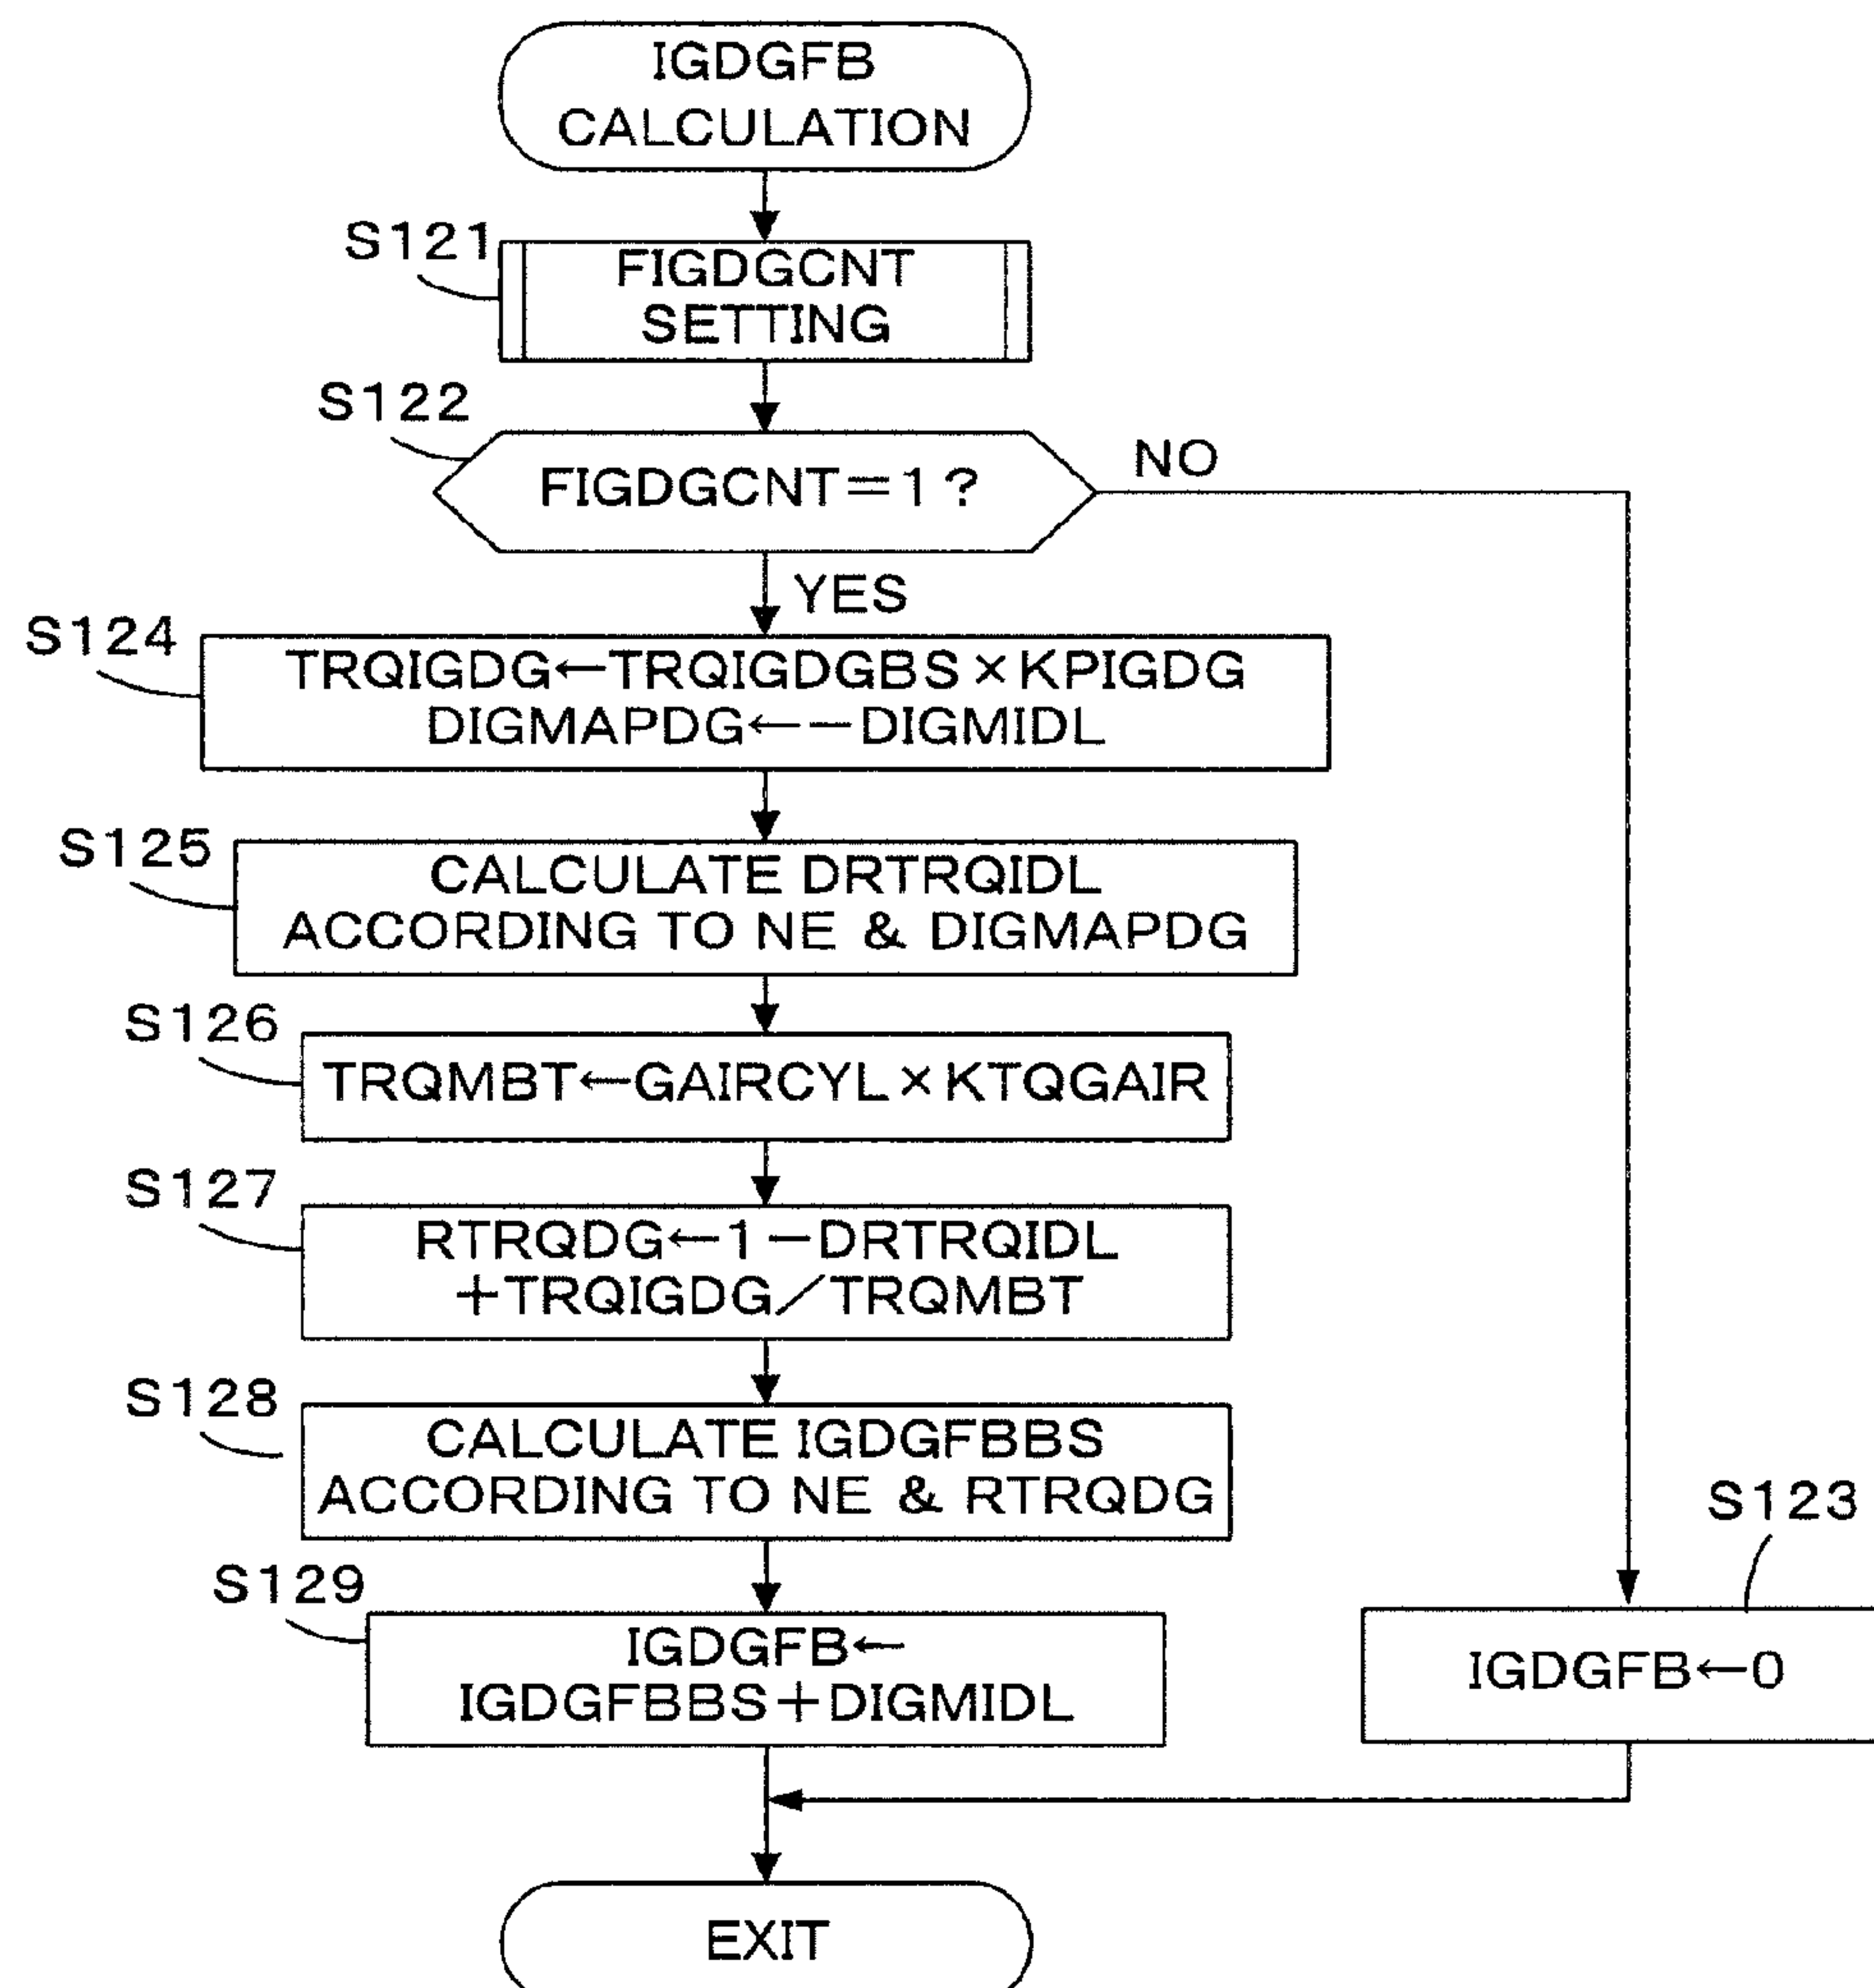 IGDGFB
CALCULATION
S121
FIGDGCNT
SETTING
S122
FIGDGCNT=1?
NO
YES
S124
TRQIGDG←TRQIGDGBS×KPIGDG
DIGMAPDG←−DIGMIDL
S125
CALCULATE DRTRQIDL
ACCORDING TO NE & DIGMAPDG
S126
TRQMBT←GAIRCYL×KTQGAIR
S127
RTRQDG←1−DRTRQIDL
+TRQIGDG/TRQMBT
S128
CALCULATE IGDGFBBS
ACCORDING TO NE & RTRQDG
S129
IGDGFB←
IGDGFBBS+DIGMIDL
S123
IGDGFB←0
EXIT